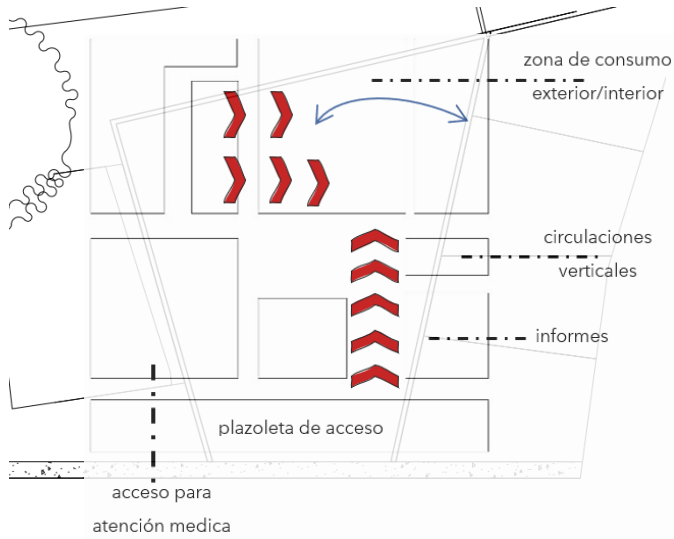 zona de consumo
exterior/interior
circulaciones
verticales
informes
plazoleta de acceso
acceso para
atención medica